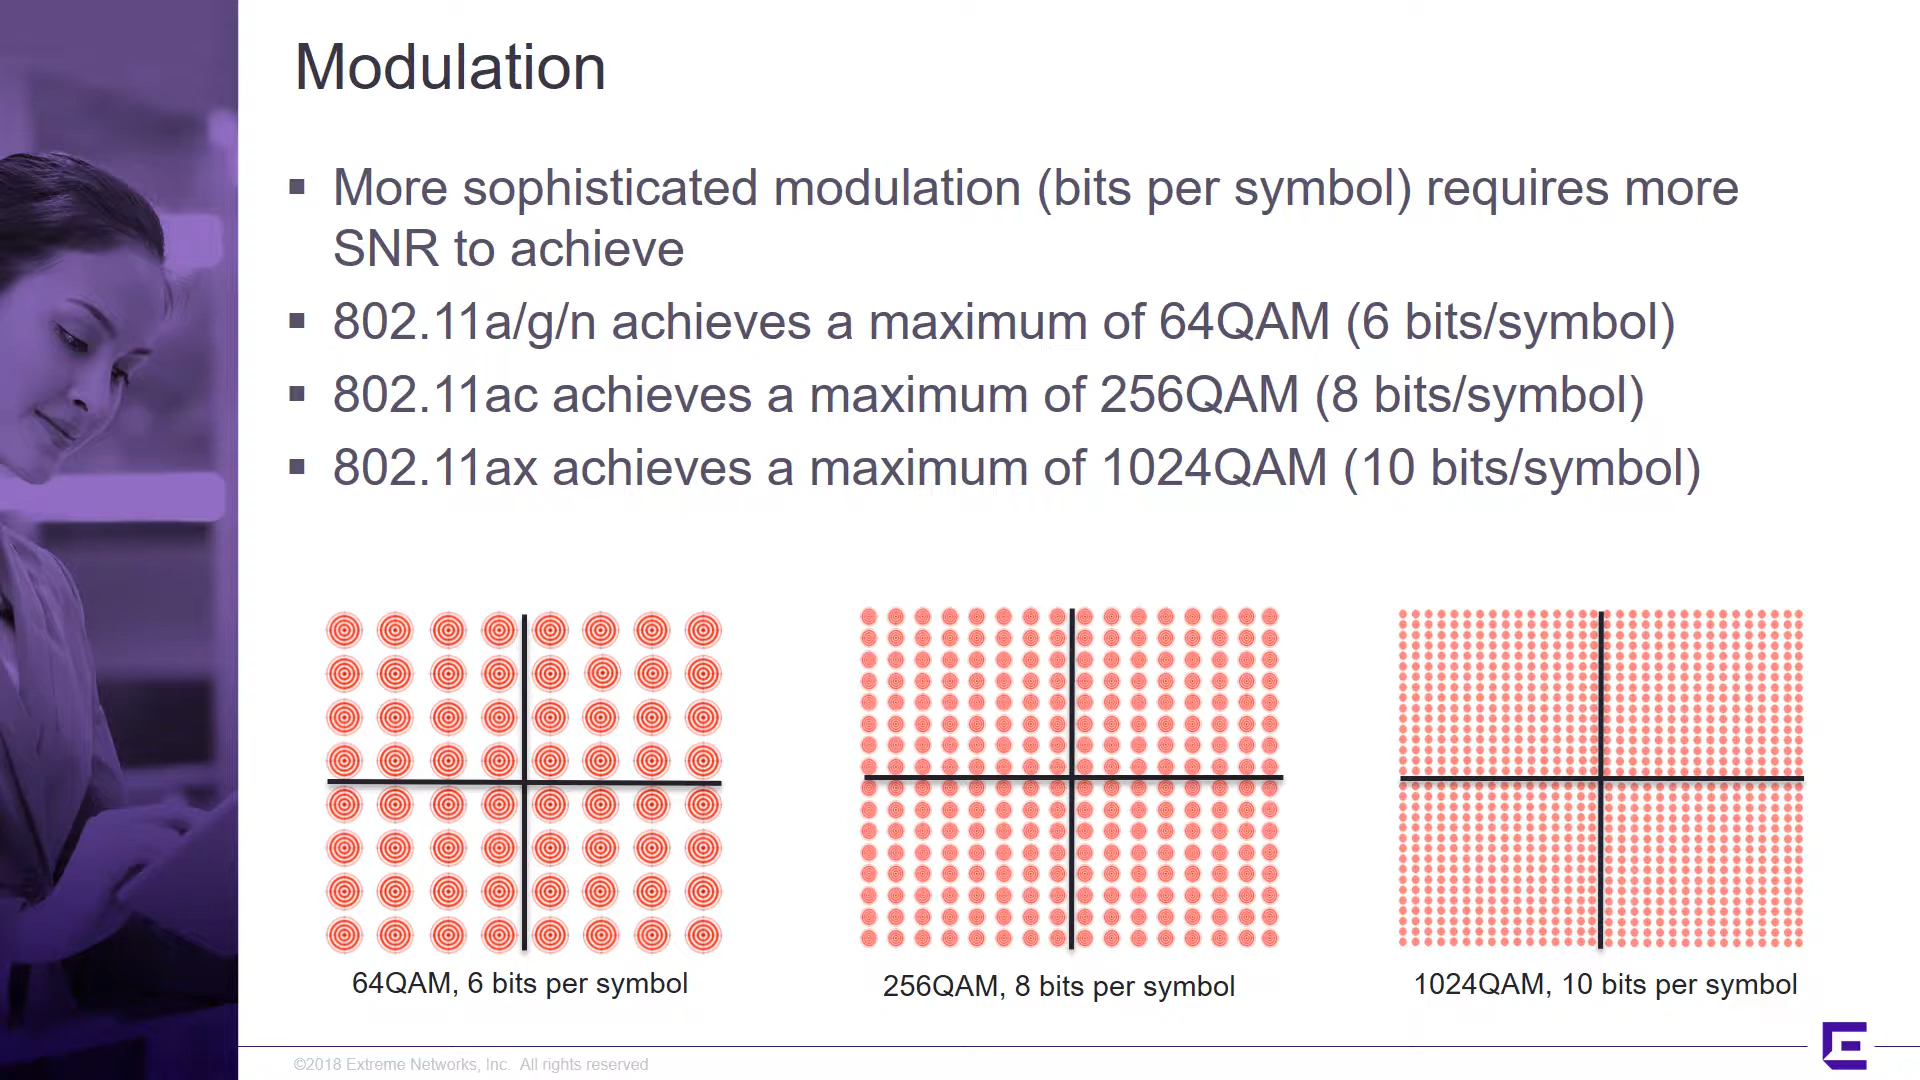 Modulation
More sophisticated modulation (bits per symbol) requires more
SNR to achieve
802.11a/g/n achieves a maximum of 64QAM (6 bits/symbol)
802.11ac achieves a maximum of 256QAM (8 bits/symbol)
802.11ax achieves a maximum of 1024QAM (10 bits/symbol)
64QAM, 6 bits per symbol
256QAM, 8 bits per symbol
1024QAM, 10 bits per symbol
©2018 Extreme Networks, Inc. All rights reserved